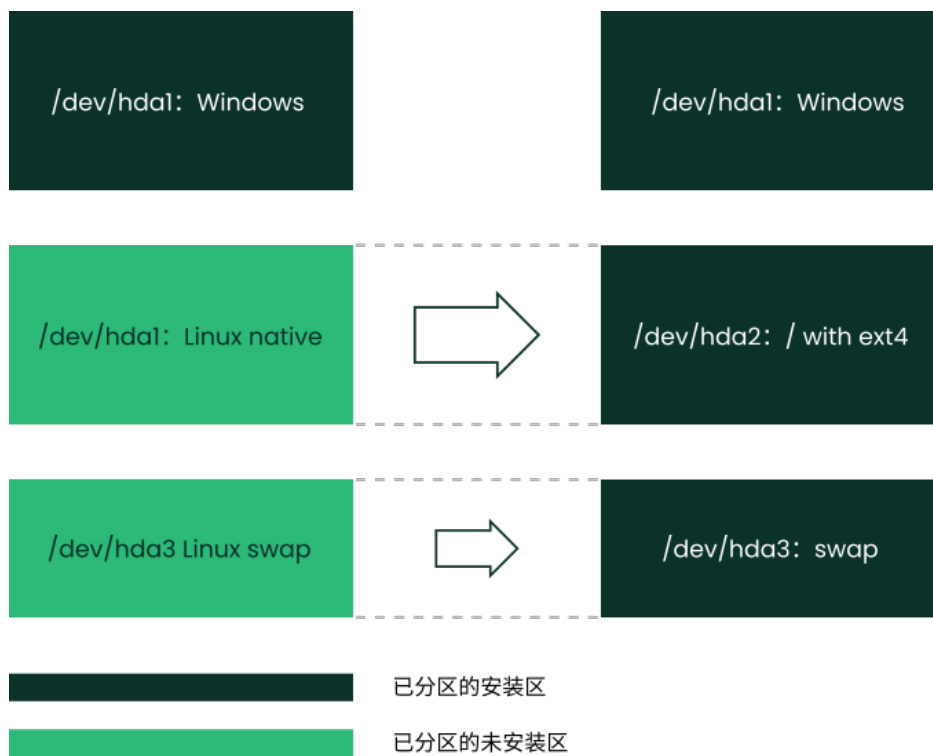 /dev/hda1：Windows
/dev/hda1：Windows
/dev/hda1：Linux native
/dev/hda2：/ with ext4
/dev/hda3 Linux swap
/dev/hda3：swap
已分区的安装区
已分区的未安装区